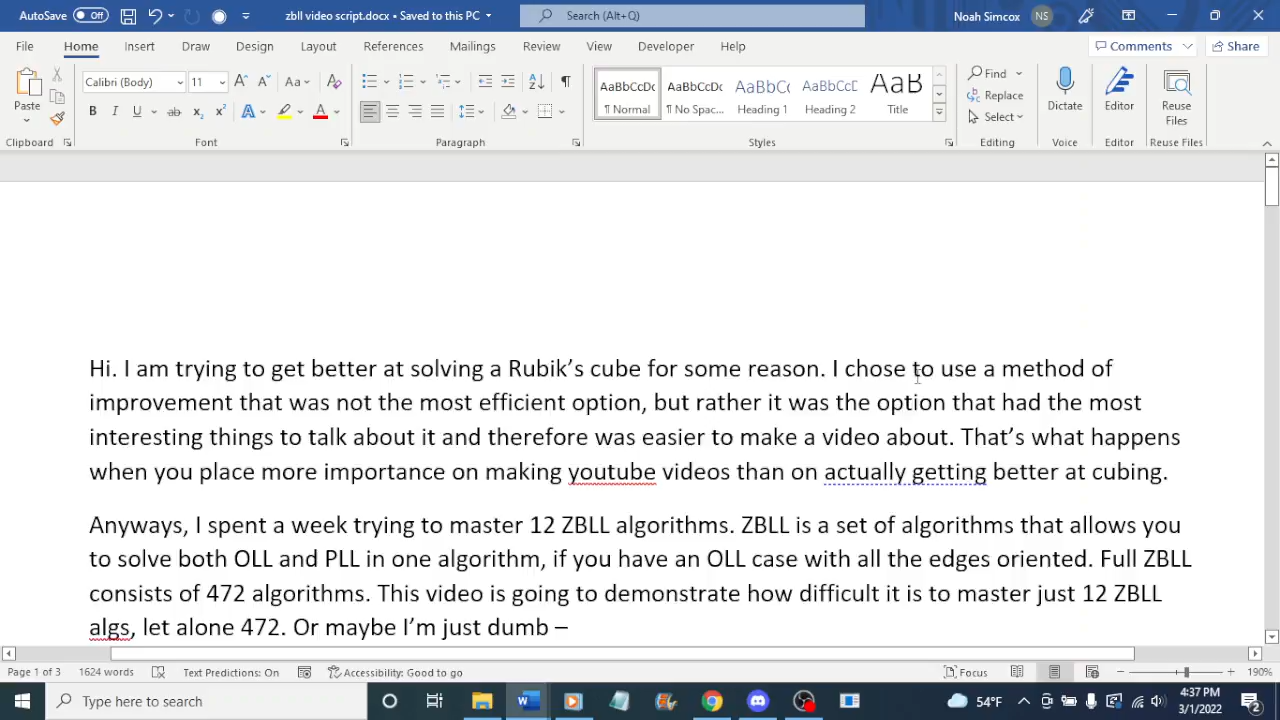 AutoSave Off zbll video script.docx • Saved to this PC Search (Alt+Q) Noah Simcox NS
File Home Insert Draw Design Layout References Mailings Review View Developer Help Comments Share
Paste Calibri (Body) 11 Aa AaBbCcDc AaBbCcDc AaBbC AaBbCcD AaB Find Dictate Editor Reuse Files
B I U ab x₂ x² A A ¶ Normal ¶ No Spac... Heading 1 Heading 2 Title Replace Select
Clipboard Font Paragraph Styles Editing Voice Editor Reuse Files
Hi. I am trying to get better at solving a Rubik’s cube for some reason. I chose to use a method of
improvement that was not the most efficient option, but rather it was the option that had the most
interesting things to talk about it and therefore was easier to make a video about. That’s what happens
when you place more importance on making youtube videos than on actually getting better at cubing.
Anyways, I spent a week trying to master 12 ZBLL algorithms. ZBLL is a set of algorithms that allows you
to solve both OLL and PLL in one algorithm, if you have an OLL case with all the edges oriented. Full ZBLL
consists of 472 algorithms. This video is going to demonstrate how difficult it is to master just 12 ZBLL
algs, let alone 472. Or maybe I’m just dumb –
Page 1 of 3 1624 words Text Predictions: On Accessibility: Good to go Focus 190%
Type here to search 54°F 4:37 PM
3/1/2022 2